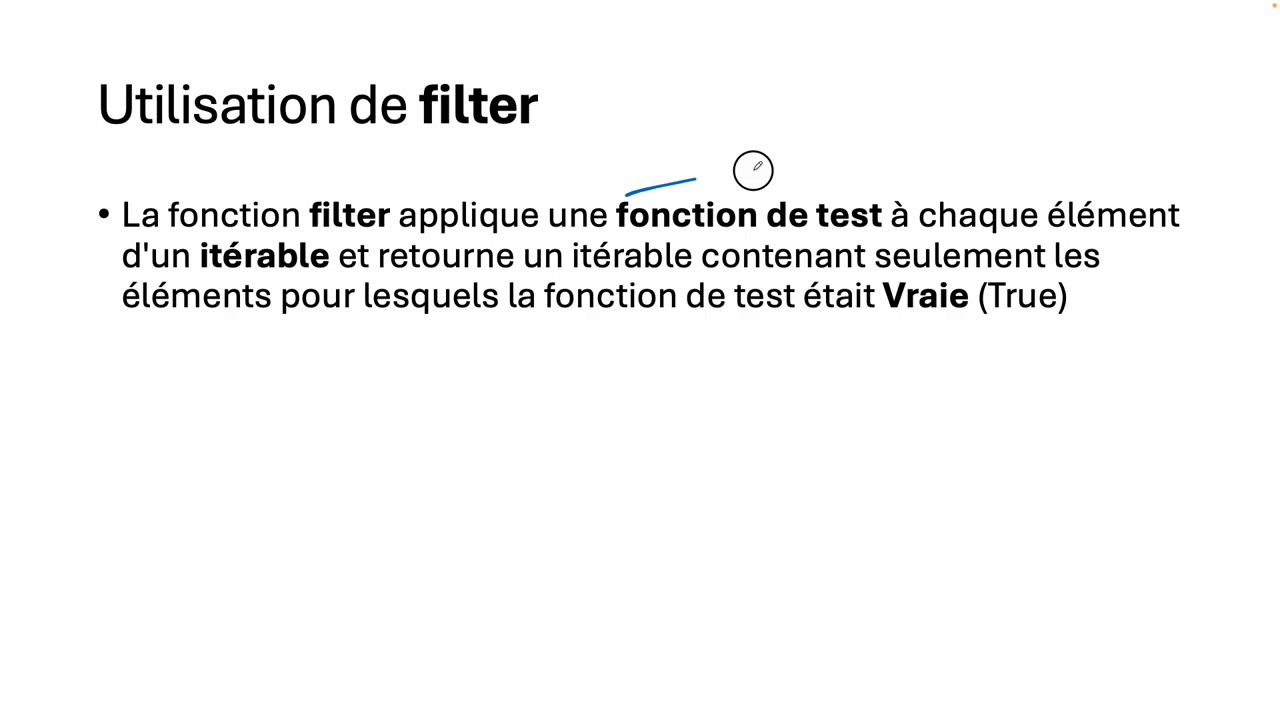 Utilisation de filter
• La fonction filter applique une fonction de test à chaque élément
d'un itérable et retourne un itérable contenant seulement les
éléments pour lesquels la fonction de test était Vraie (True)